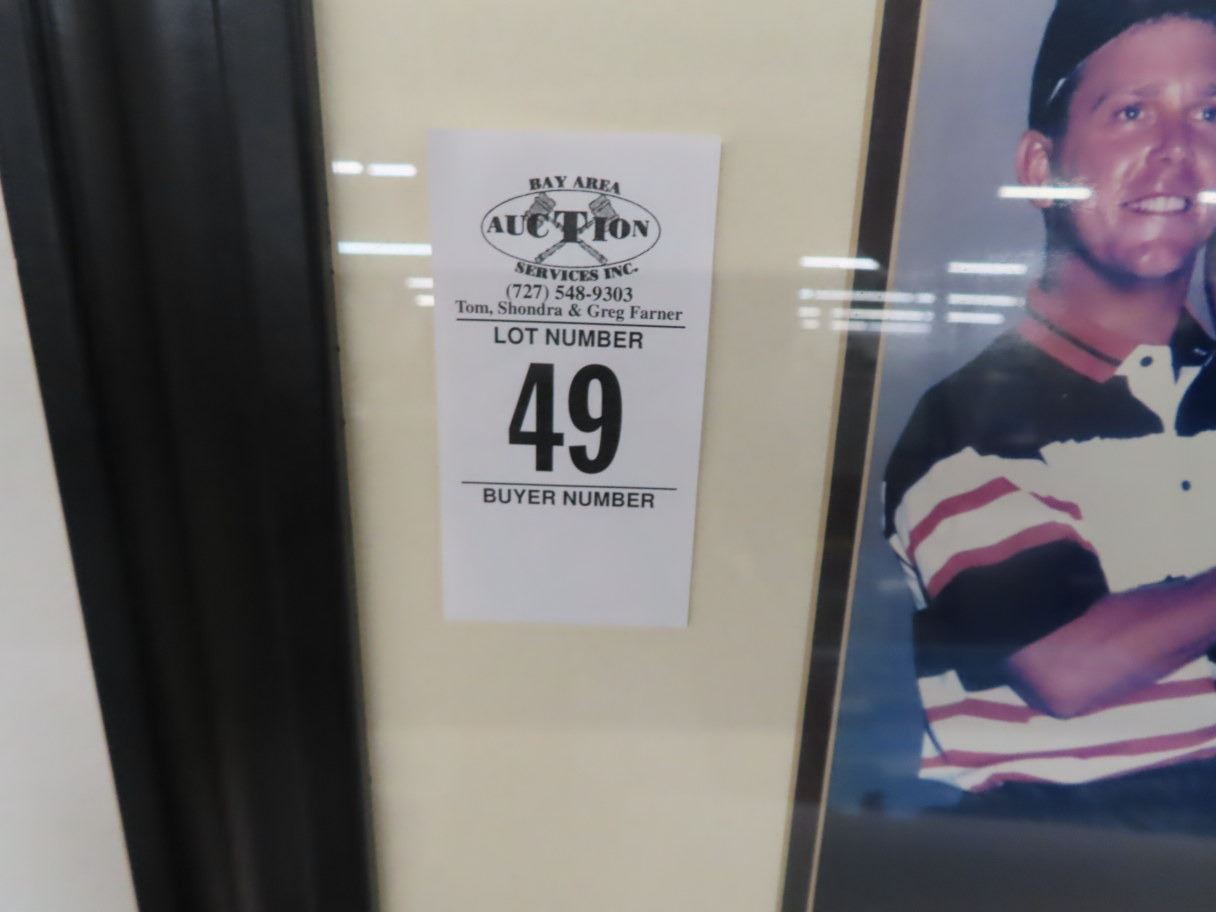 BAY AREA
AUCTION
SERVICES INC.
(727) 548-9303
Tom, Shondra & Greg Farner
LOT NUMBER
49
BUYER NUMBER